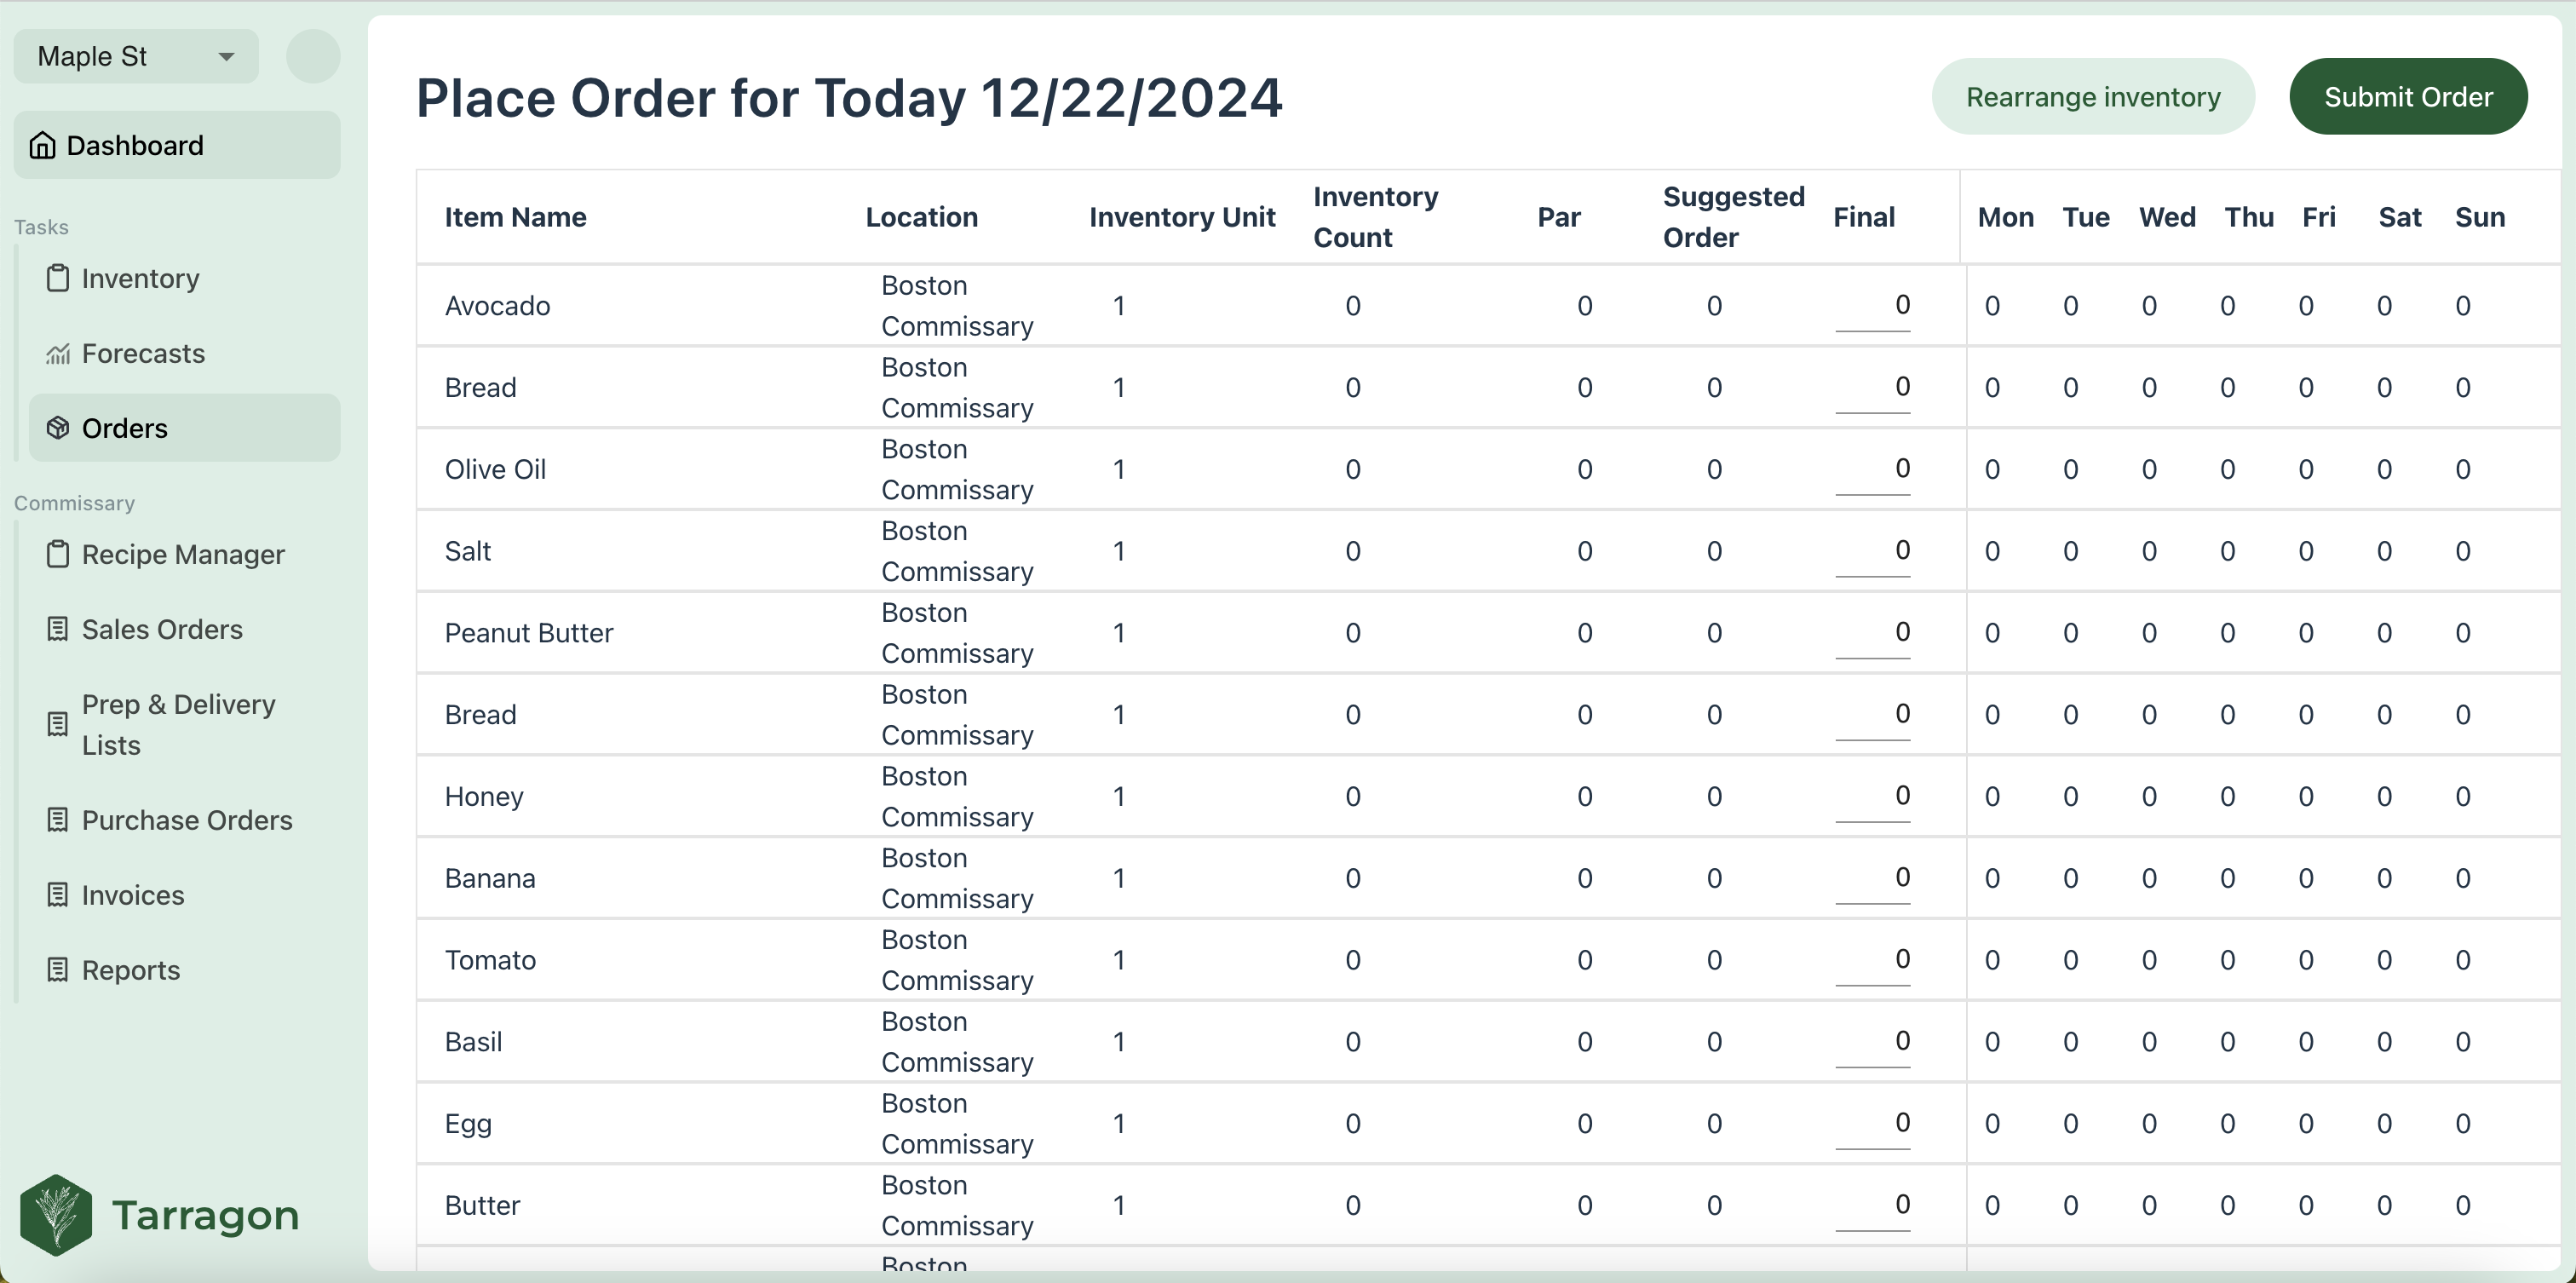 Maple St
Dashboard
Tasks
Inventory
Forecasts
Orders
Commissary
Recipe Manager
Sales Orders
Prep & Delivery
Lists
Purchase Orders
Invoices
Reports
Tarragon
Place Order for Today 12/22/2024
Rearrange inventory
Submit Order
Item Name Location Inventory Unit Inventory Count Par Suggested Order Final Mon Tue Wed Thu Fri Sat Sun
Avocado Boston Commissary 1 0 0 0 0 0 0 0 0 0 0 0
Bread Boston Commissary 1 0 0 0 0 0 0 0 0 0 0 0
Olive Oil Boston Commissary 1 0 0 0 0 0 0 0 0 0 0 0
Salt Boston Commissary 1 0 0 0 0 0 0 0 0 0 0 0
Peanut Butter Boston Commissary 1 0 0 0 0 0 0 0 0 0 0 0
Bread Boston Commissary 1 0 0 0 0 0 0 0 0 0 0 0
Honey Boston Commissary 1 0 0 0 0 0 0 0 0 0 0 0
Banana Boston Commissary 1 0 0 0 0 0 0 0 0 0 0 0
Tomato Boston Commissary 1 0 0 0 0 0 0 0 0 0 0 0
Basil Boston Commissary 1 0 0 0 0 0 0 0 0 0 0 0
Egg Boston Commissary 1 0 0 0 0 0 0 0 0 0 0 0
Butter Boston Commissary 1 0 0 0 0 0 0 0 0 0 0 0
Boston